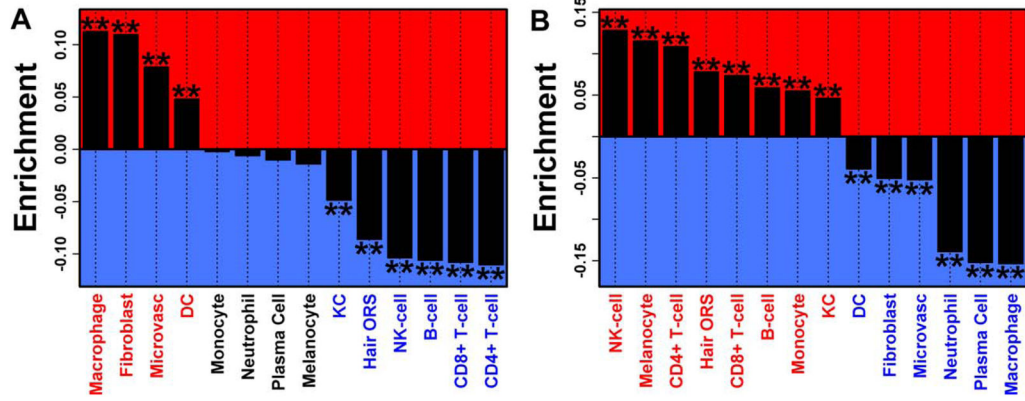 A
Enrichment
0.10
0.05
0.00
-0.05
-0.10
** ** ** ** ** ** ** ** ** **
Macrophage
Fibroblast
Microvasc
DC
Monocyte
Neutrophil
Plasma Cell
Melanocyte
KC
Hair ORS
NK-cell
B-cell
CD8+ T-cell
CD4+ T-cell
B
Enrichment
0.15
0.05
-0.05
-0.15
** ** ** ** ** ** ** ** ** ** ** ** ** **
NK-cell
Melanocyte
CD4+ T-cell
Hair ORS
CD8+ T-cell
B-cell
Monocyte
KC
DC
Fibroblast
Microvasc
Neutrophil
Plasma Cell
Macrophage